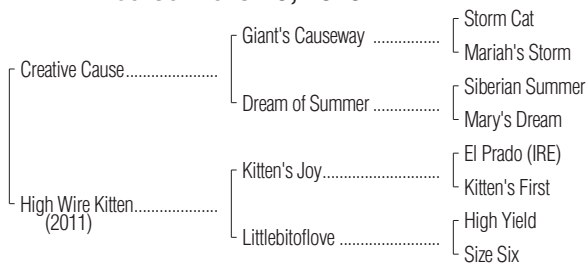 Storm Cat
Giant's Causeway ................
Mariah's Storm
Creative Cause......................
Siberian Summer
Dream of Summer ................
Mary's Dream
El Prado (IRE)
Kitten's Joy............................
Kitten's First
High Wire Kitten....................
(2011)
High Yield
Littlebitoflove ........................
Size Six